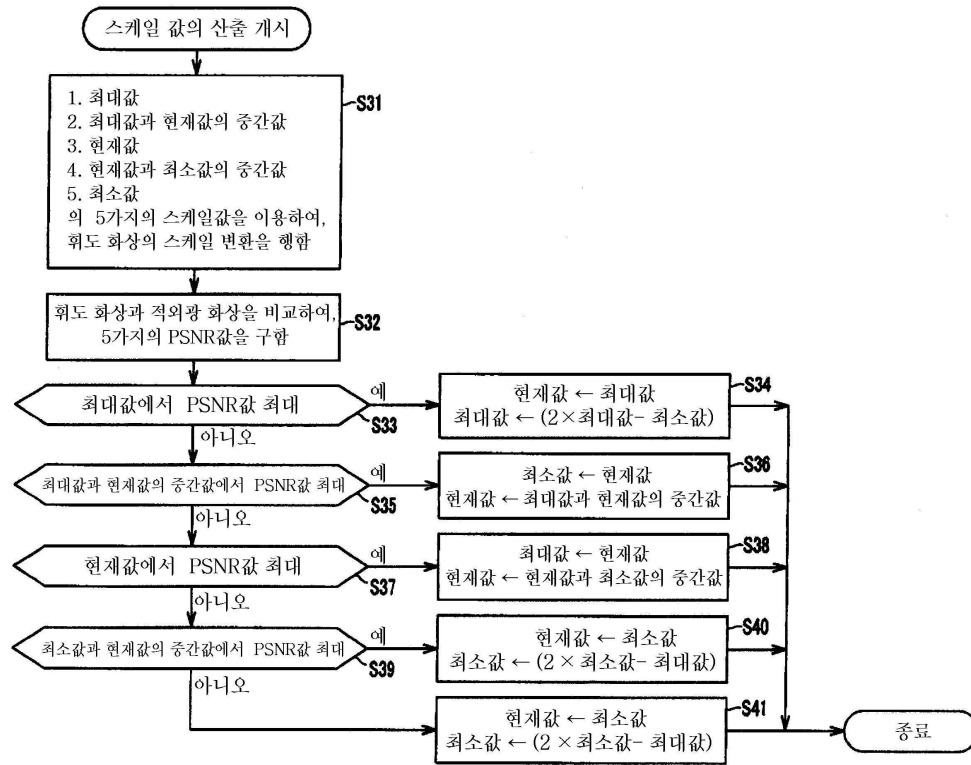 스케일 값의 산출 개시
1. 최대값
2. 최대값과 현재값의 중간값
3. 현재값
4. 현재값과 최소값의 중간값
5. 최소값
의 5가지의 스케일값을 이용하여,
휘도 화상의 스케일 변환을 행함
S31
휘도 화상과 적외광 화상을 비교하여,
5가지의 PSNR값을 구함
S32
최대값에서 PSNR값 최대
S33
예
아니오
현재값 ← 최대값
최대값 ← (2×최대값- 최소값)
S34
최대값과 현재값의 중간값에서 PSNR값 최대
S35
예
아니오
최소값 ← 현재값
현재값 ← 최대값과 현재값의 중간값
S36
현재값에서 PSNR값 최대
S37
예
아니오
최대값 ← 현재값
현재값 ← 현재값과 최소값의 중간값
S38
최소값과 현재값의 중간값에서 PSNR값 최대
S39
예
아니오
현재값 ← 최소값
최소값 ← (2×최소값- 최대값)
S40
현재값 ← 최소값
최소값 ← (2×최소값- 최대값)
S41
종료